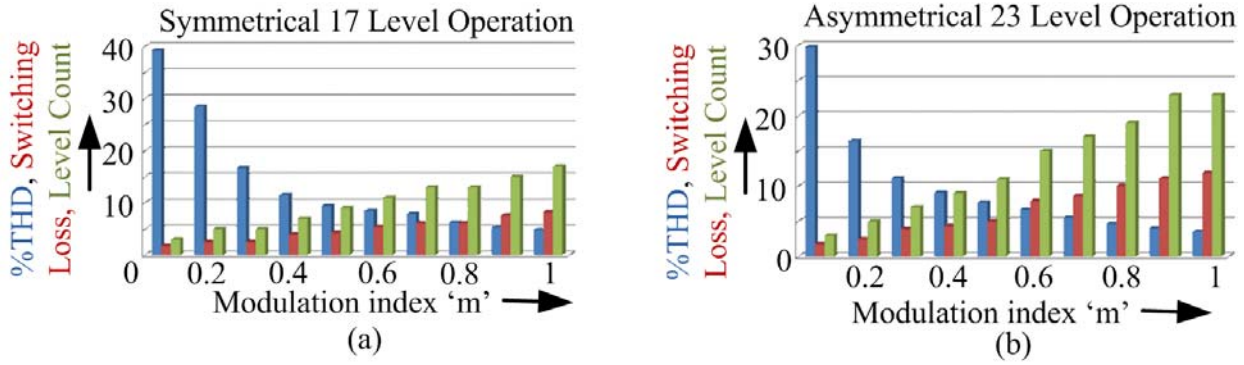 Symmetrical 17 Level Operation
%THD, Switching
Loss, Level Count
40
30
20
10
0
0.2 0.4 0.6 0.8 1
Modulation index ‘m’
(a)
Asymmetrical 23 Level Operation
%THD, Switching
Loss, Level Count
30
20
10
0
0.2 0.4 0.6 0.8 1
Modulation index ‘m’
(b)